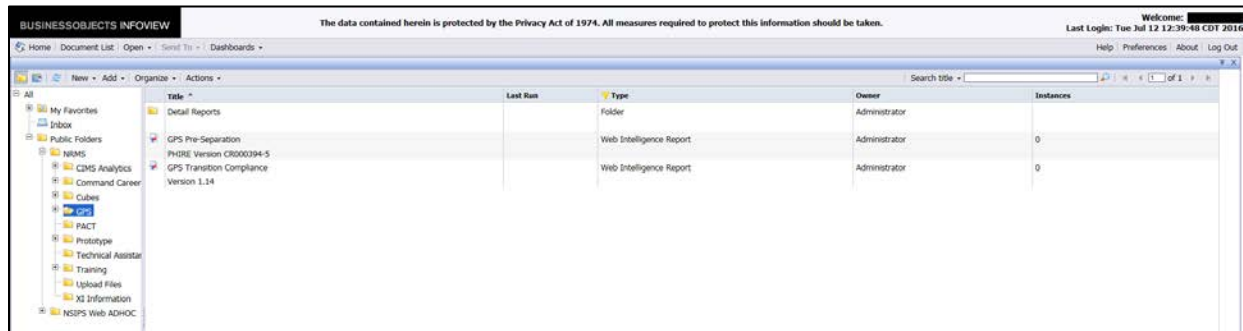 BUSINESSOBJECTS INFOVIEW
The data contained herein is protected by the Privacy Act of 1974. All measures required to protect this information should be taken.
Welcome:
Last Login: Tue Jul 12 12:39:48 CDT 2016
Home Document List Open Send To Dashboards
Help Preferences About Log Out
New Add Organize Actions
Search title 1 of 1
All
My Favorites
Inbox
Public Folders
NRMS
CIMS Analytics
Command Career
Cubes
GPS
PACT
Prototype
Technical Assistan
Training
Upload Files
XI Information
NSIPS Web ADHOC
Title Last Run Type Owner Instances
Detail Reports Folder Administrator
GPS Pre-Separation Web Intelligence Report Administrator 0
PHIRE Version CR000394-5
GPS Transition Compliance Web Intelligence Report Administrator 0
Version 1.14